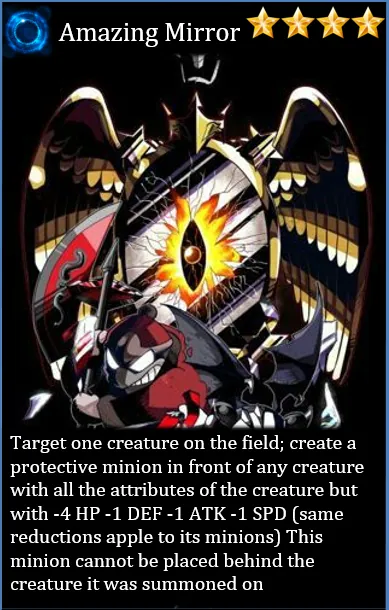 Amazing Mirror
Target one creature on the field; create a
protective minion in front of any creature
with all the attributes of the creature but
with -4 HP -1 DEF -1 ATK -1 SPD (same
reductions apple to its minions) This
minion cannot be placed behind the
creature it was summoned on